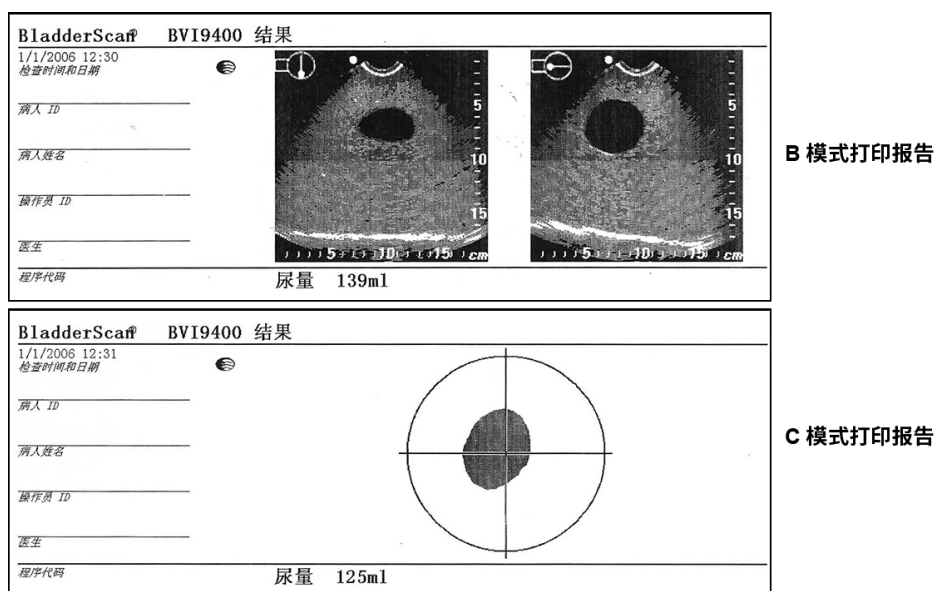 BladderScan® BVI9400 结果
1/1/2006 12:30
检查时间和日期
病人 ID
病人姓名
操作员 ID
医生
程序代码
5
10
15
5 10 15 cm
5
10
15
5 10 15 cm
尿量 139ml
B 模式打印报告
BladderScan® BVI9400 结果
1/1/2006 12:31
检查时间和日期
病人 ID
病人姓名
操作员 ID
医生
程序代码
尿量 125ml
C 模式打印报告